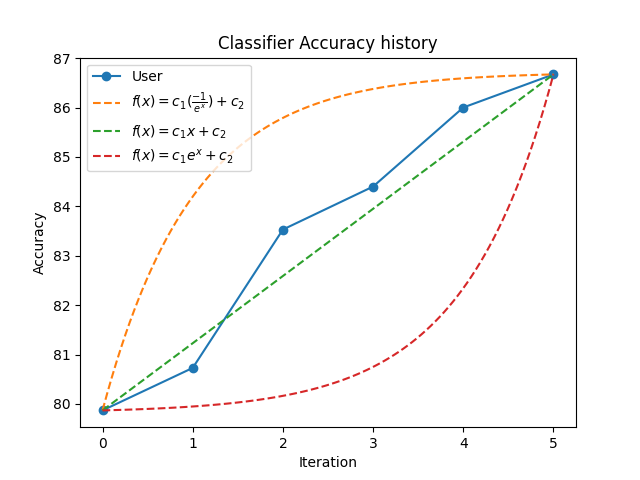 Classifier Accuracy history
User
f(x) = c₁(−1/eˣ) + c₂
f(x) = c₁x + c₂
f(x) = c₁eˣ + c₂
87
86
85
84
83
82
81
80
Accuracy
0 1 2 3 4 5
Iteration